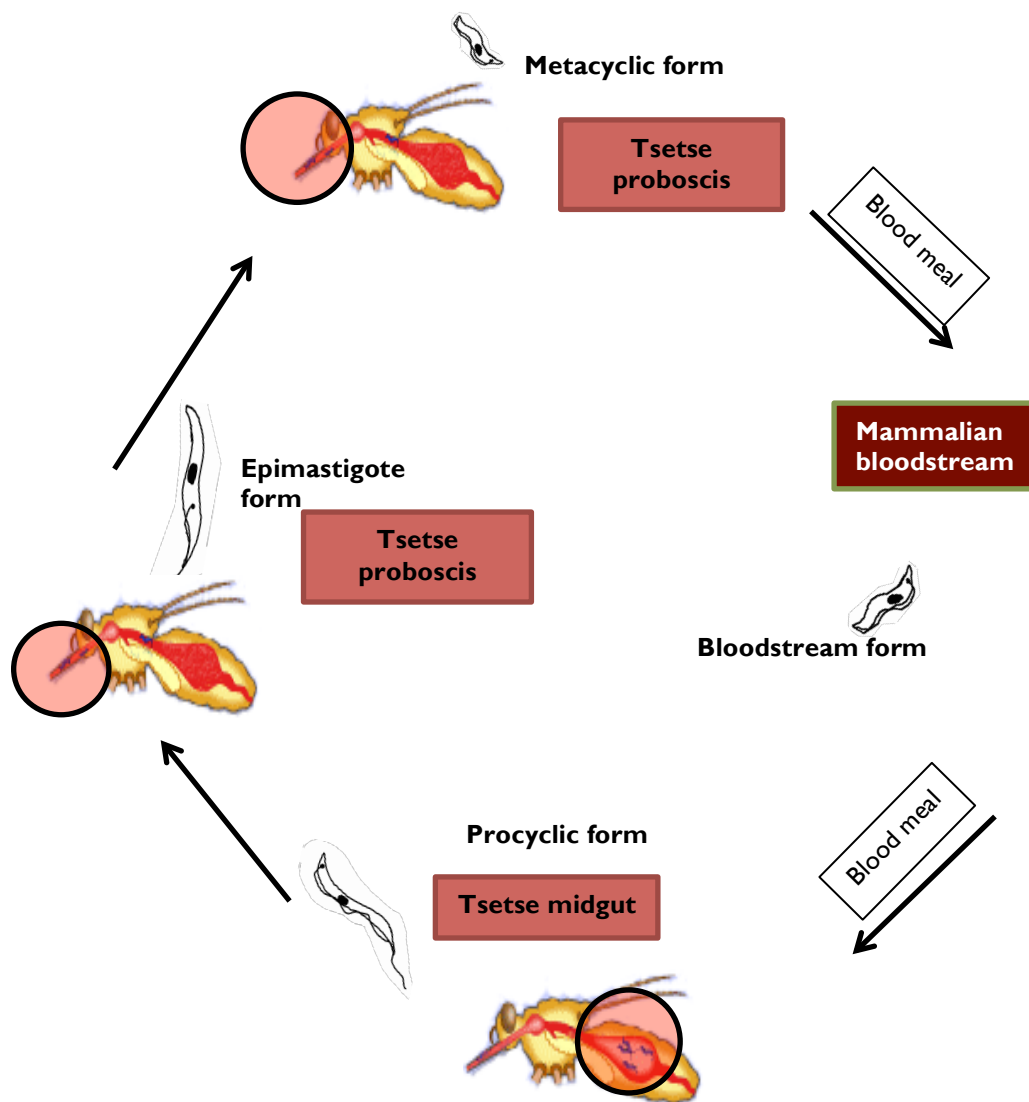 Metacyclic form
Tsetse
proboscis
Blood meal
Mammalian
bloodstream
Epimastigote
form
Tsetse
proboscis
Bloodstream form
Blood meal
Procyclic form
Tsetse midgut